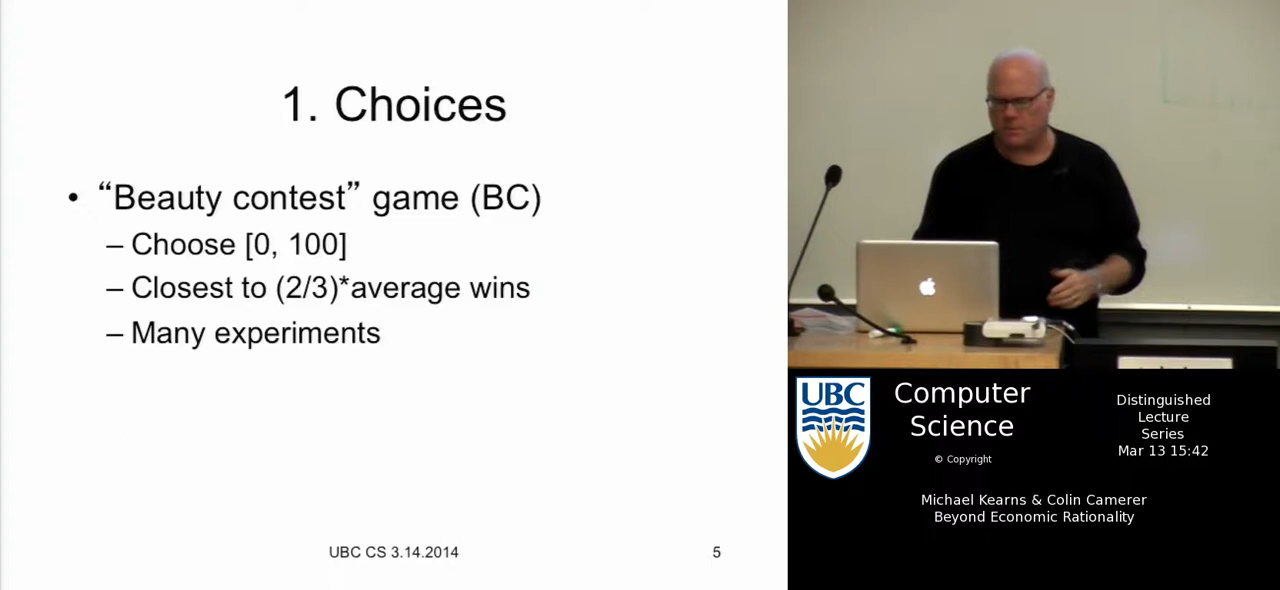 1. Choices
• “Beauty contest” game (BC)
– Choose [0, 100]
– Closest to (2/3)*average wins
– Many experiments
UBC CS 3.14.2014
5
UBC
Computer
Science
© Copyright
Distinguished
Lecture
Series
Mar 13 15:42
Michael Kearns & Colin Camerer
Beyond Economic Rationality